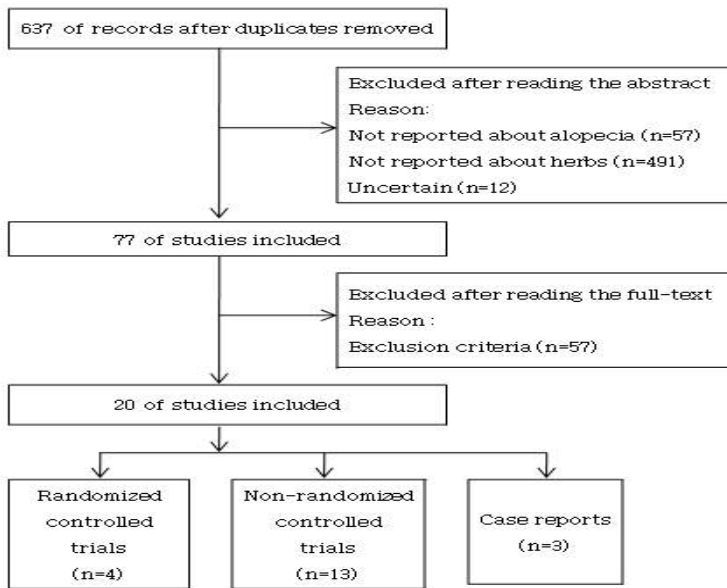 637 of records after duplicates removed
Excluded after reading the abstract
Reason:
Not reported about alopecia (n=57)
Not reported about herbs (n=491)
Uncertain (n=12)
77 of studies included
Excluded after reading the full-text
Reason :
Exclusion criteria (n=57)
20 of studies included
Randomized
controlled
trials
(n=4)
Non-randomized
controlled
trials
(n=13)
Case reports
(n=3)